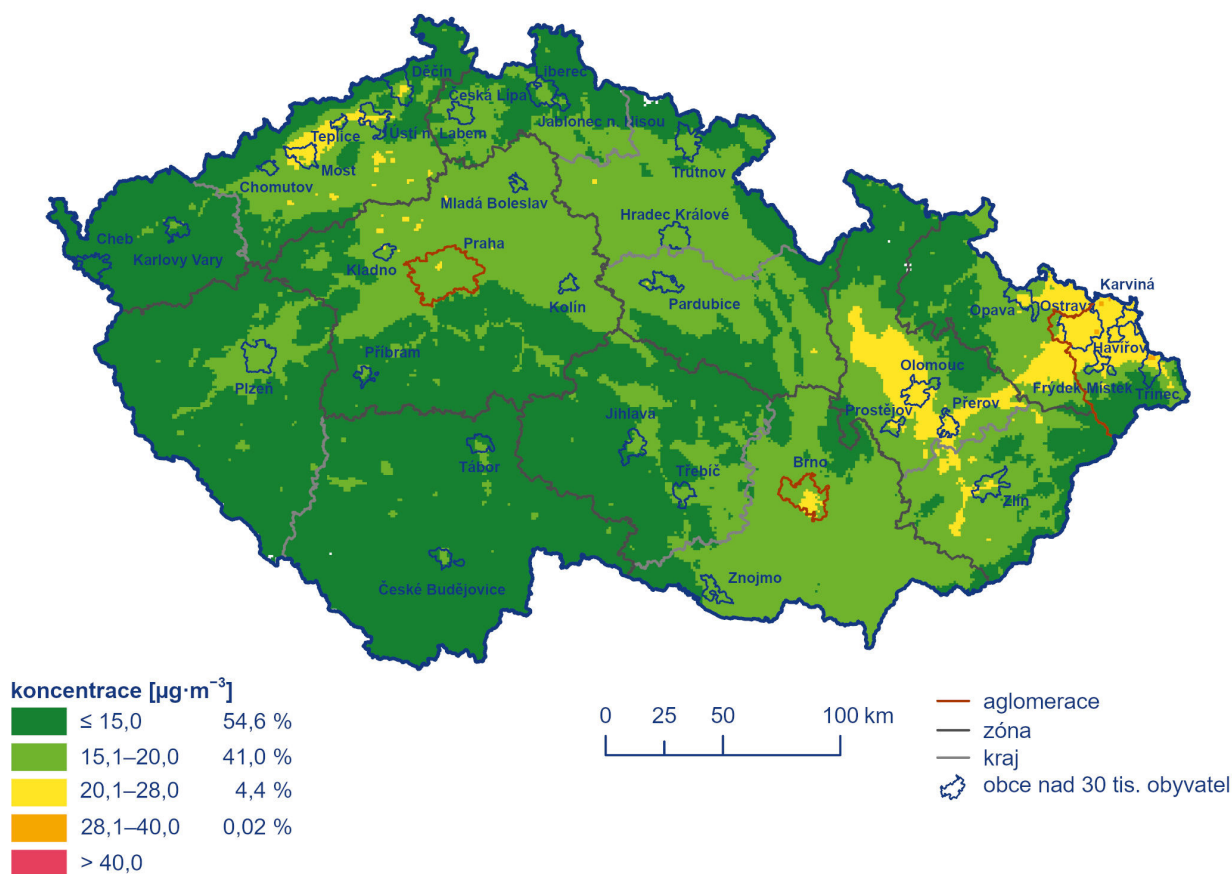 Děčín
Liberec
Česká Lípa
Jablonec n. Nisou
Teplice
Ústí n. Labem
Most
Chomutov
Trutnov
Mladá Boleslav
Hradec Králové
Cheb
Karlovy Vary
Praha
Kladno
Kolín
Pardubice
Opava
Ostrava
Karviná
Havířov
Příbram
Plzeň
Olomouc
Frýdek Místek
Třinec
Jihlava
Prostějov
Přerov
Tábor
Třebíč
Brno
Zlín
Znojmo
České Budějovice
koncentrace [µg·m⁻³]
≤ 15,0 54,6 %
15,1–20,0 41,0 %
20,1–28,0 4,4 %
28,1–40,0 0,02 %
> 40,0
0 25 50 100 km
aglomerace
zóna
kraj
obce nad 30 tis. obyvatel